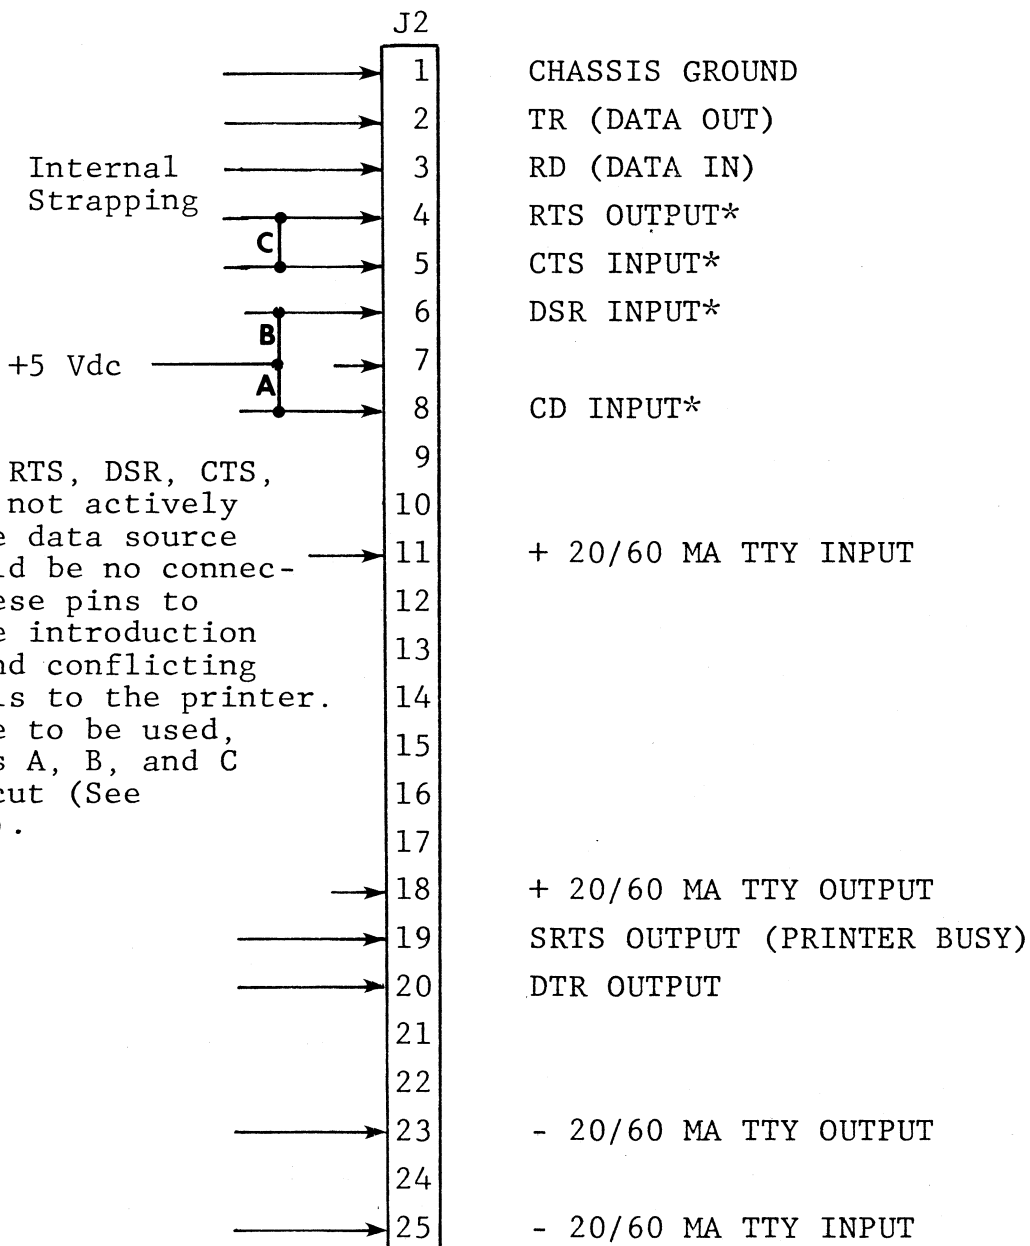 J2
1 CHASSIS GROUND
2 TR (DATA OUT)
3 RD (DATA IN)
Internal
Strapping
4 RTS OUTPUT*
C
5 CTS INPUT*
6 DSR INPUT*
B
+5 Vdc
7
A
8 CD INPUT*
9
RTS, DSR, CTS,
not actively
10
e data source
11 + 20/60 MA TTY INPUT
ld be no connec-
ese pins to
12
e introduction
13
nd conflicting
ls to the printer.
14
e to be used,
15
s A, B, and C
16
cut (See
).
17
18 + 20/60 MA TTY OUTPUT
19 SRTS OUTPUT (PRINTER BUSY)
20 DTR OUTPUT
21
22
23 - 20/60 MA TTY OUTPUT
24
25 - 20/60 MA TTY INPUT